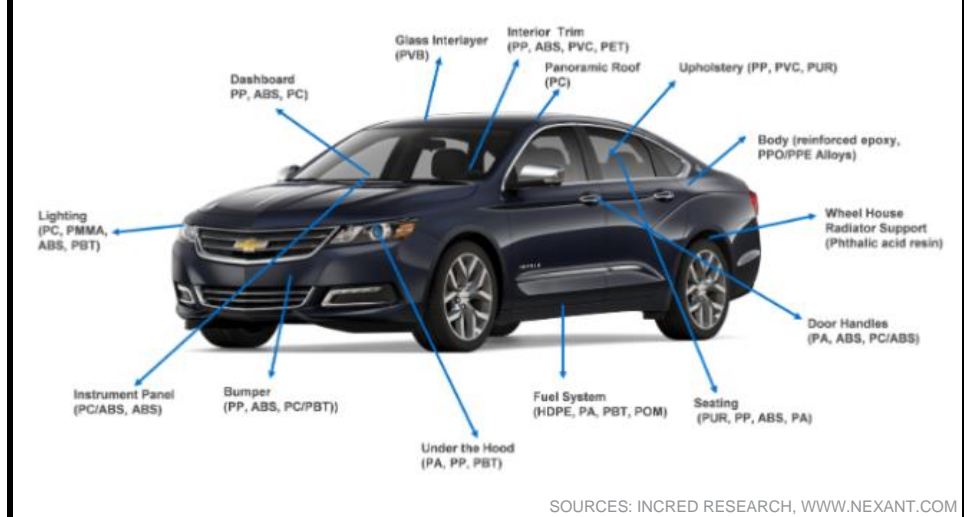 Glass Interlayer
(PVB)
Interior Trim
(PP, ABS, PVC, PET)
Panoramic Roof
(PC)
Upholstery (PP, PVC, PUR)
Dashboard
PP, ABS, PC)
Body (reinforced epoxy,
PPO/PPE Alloys)
Lighting
(PC, PMMA,
ABS, PBT)
Wheel House
Radiator Support
(Phthalic acid resin)
IMPALA
Door Handles
(PA, ABS, PC/ABS)
Instrument Panel
(PC/ABS, ABS)
Bumper
(PP, ABS, PC/PBT))
Fuel System
(HDPE, PA, PBT, POM)
Seating
(PUR, PP, ABS, PA)
Under the Hood
(PA, PP, PBT)
SOURCES: INCRED RESEARCH, WWW.NEXANT.COM